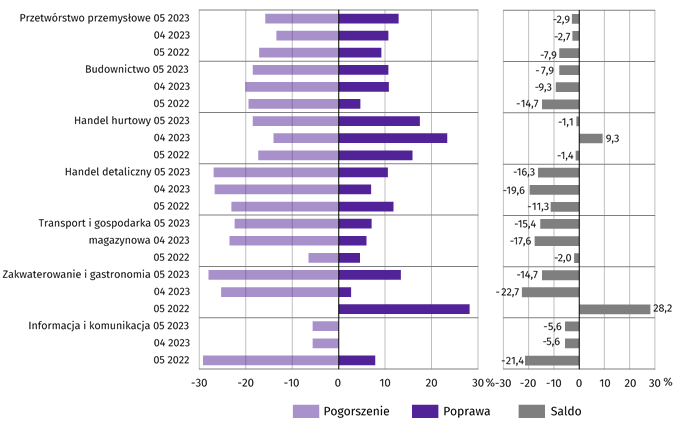 Przetwórstwo przemysłowe 05 2023 -2,9
04 2023 -2,7
05 2022 -7,9
Budownictwo 05 2023 -7,9
04 2023 -9,3
05 2022 -14,7
Handel hurtowy 05 2023 -1,1
04 2023 9,3
05 2022 -1,4
Handel detaliczny 05 2023 -16,3
04 2023 -19,6
05 2022 -11,3
Transport i gospodarka 05 2023 -15,4
magazynowa 04 2023 -17,6
05 2022 -2,0
Zakwaterowanie i gastronomia 05 2023 -14,7
04 2023 -22,7
05 2022 28,2
Informacja i komunikacja 05 2023 -5,6
04 2023 -5,6
05 2022 -21,4
-30 -20 -10 0 10 20 30 % -30 -20 -10 0 10 20 30 %
Pogorszenie Poprawa Saldo